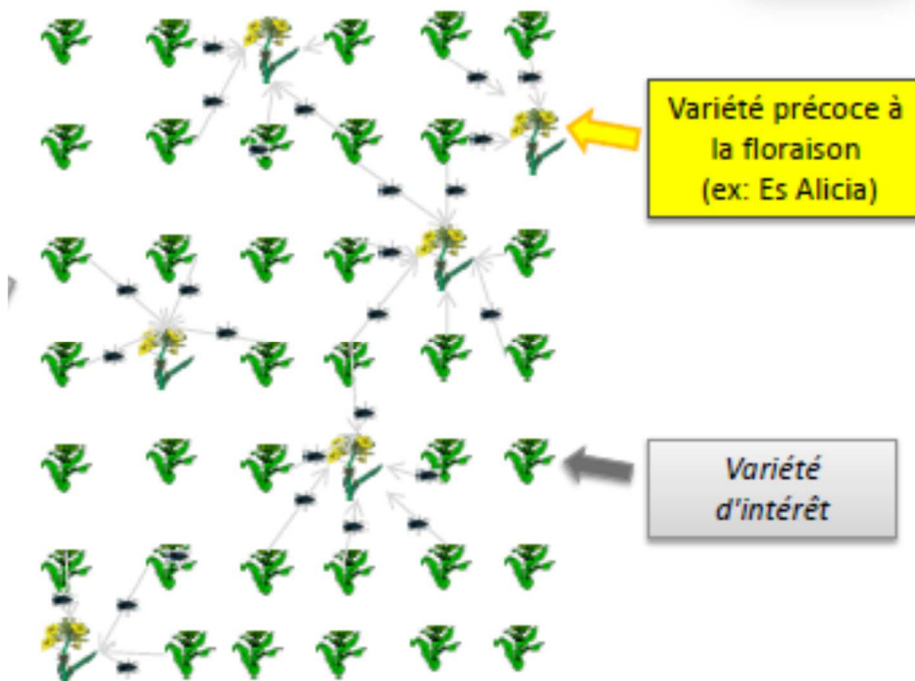 Variété précoce à
la floraison
(ex: Es Alicia)
Variété
d'intérêt